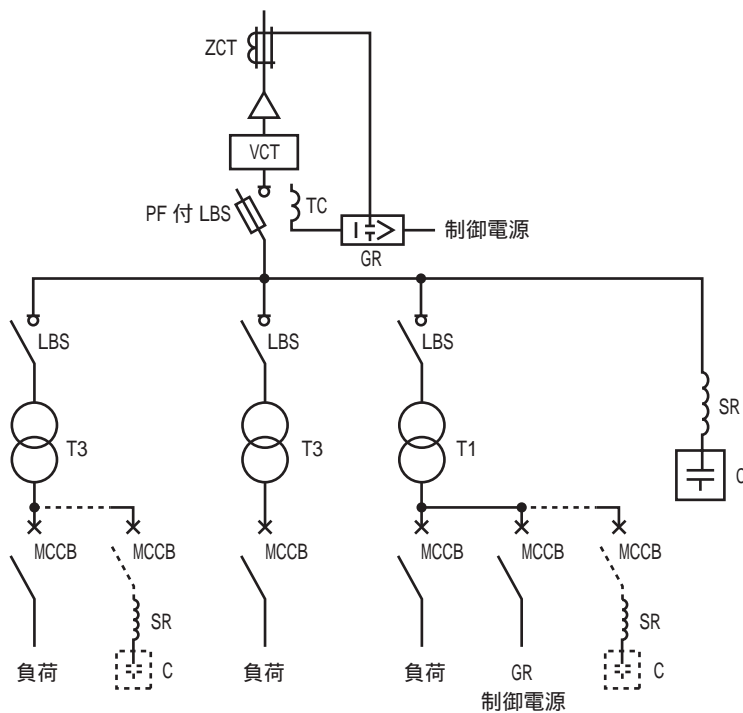 ZCT
VCT
PF 付 LBS
TC
制御電源
GR
LBS
LBS
LBS
SR
T3
T3
T1
C
MCCB
MCCB
MCCB
MCCB
MCCB
MCCB
SR
SR
負荷
C
負荷
負荷
GR
制御電源
C